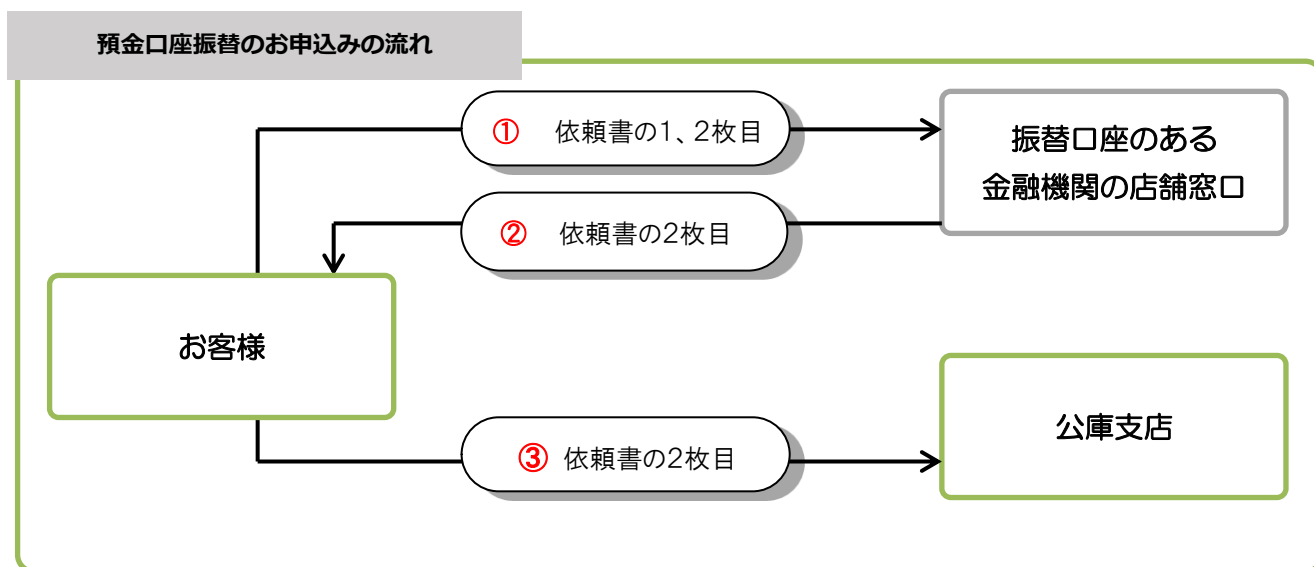 預金口座振替のお申込みの流れ
① 依頼書の1、2枚目
振替口座のある
金融機関の店舗窓口
② 依頼書の2枚目
お客様
③ 依頼書の2枚目
公庫支店